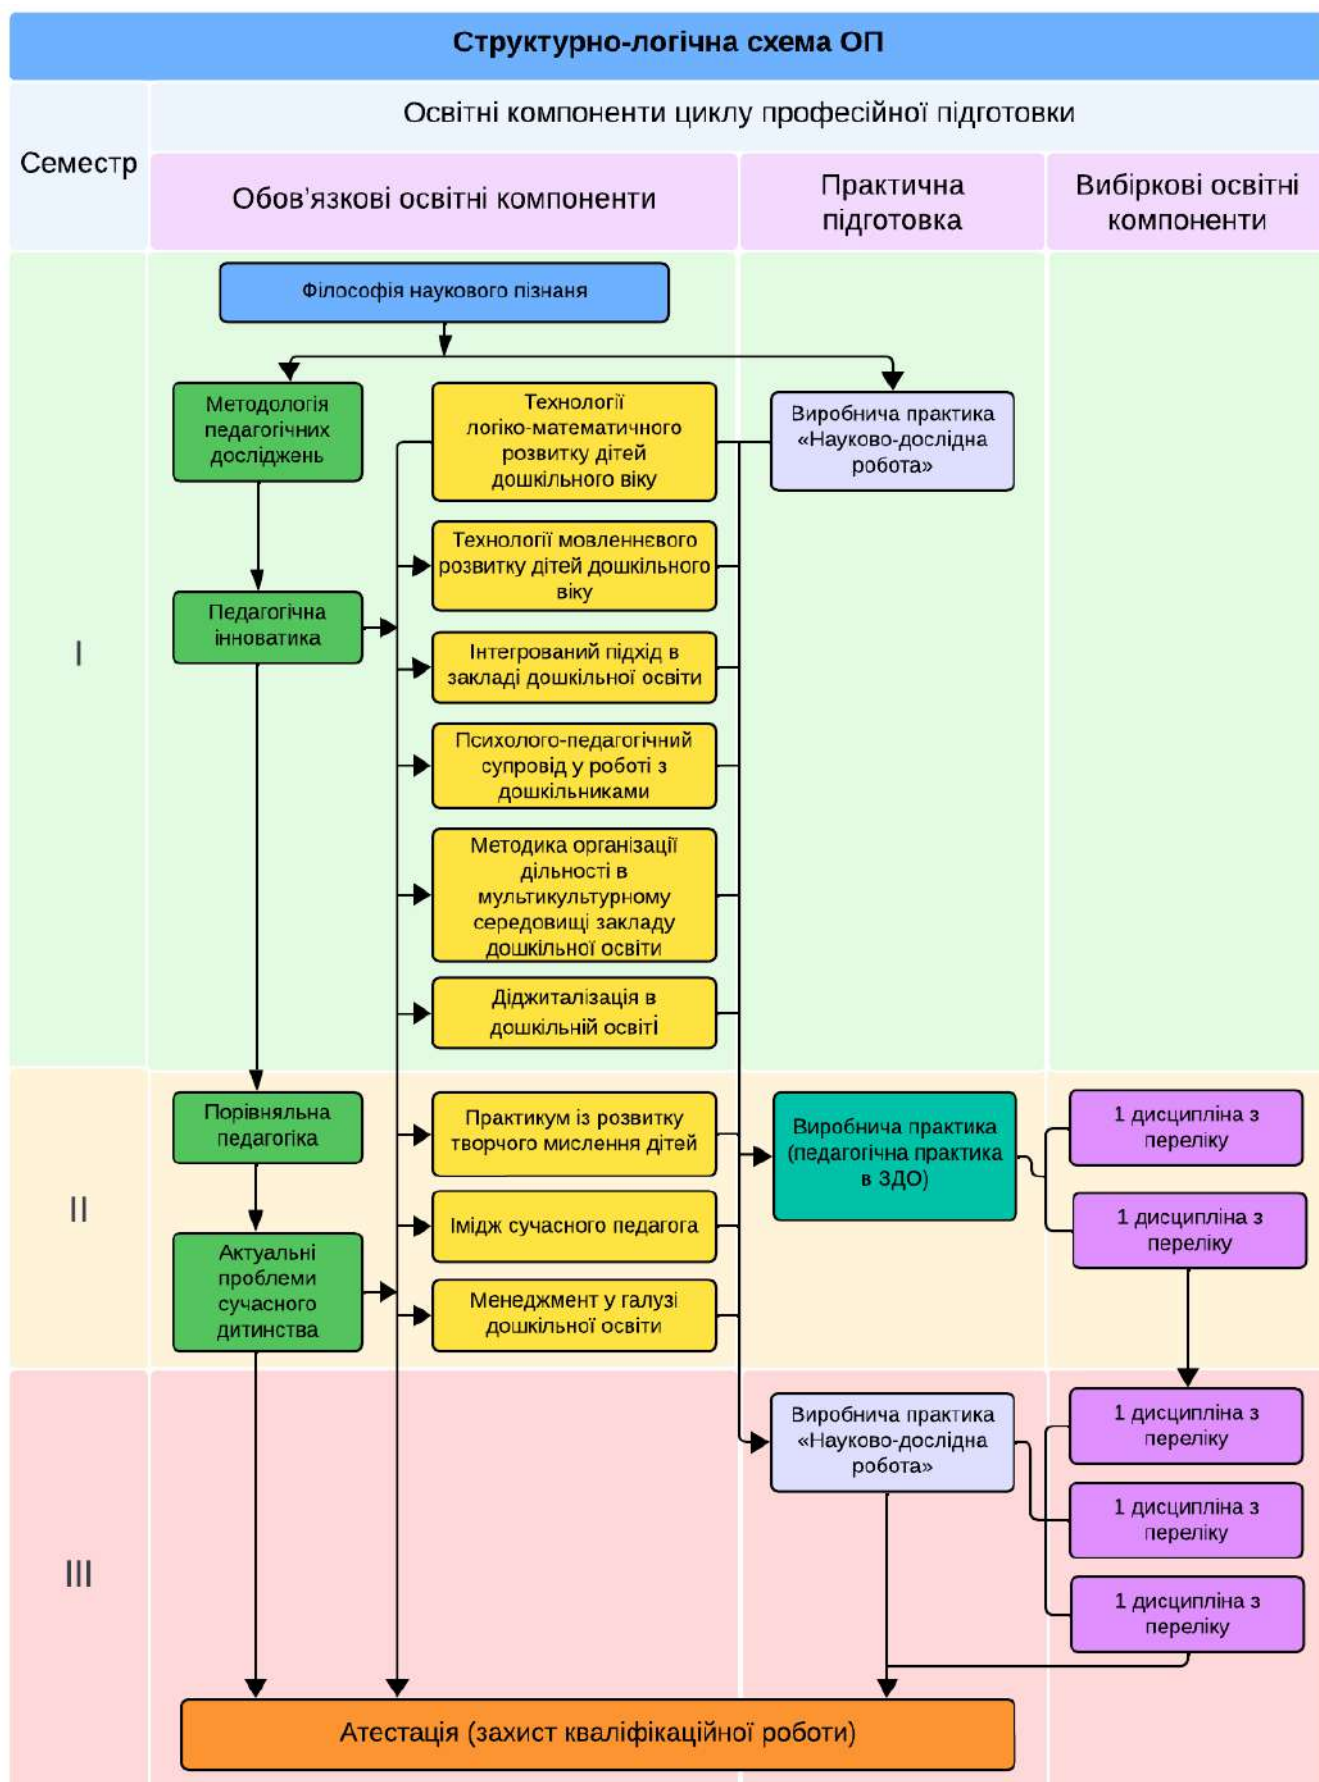 Структурно-логічна схема ОП
Семестр
Освітні компоненти циклу професійної підготовки
Обов’язкові освітні компоненти
Практична
підготовка
Вибіркові освітні
компоненти
I
Філософія наукового пізнаня
Методологія
педагогічних
досліджень
Педагогічна
інноватика
Технології
логіко-математичного
розвитку дітей
дошкільного віку
Технології мовленнєвого
розвитку дітей дошкільного
віку
Інтегрований підхід в
закладі дошкільної освіти
Психолого-педагогічний
супровід у роботі з
дошкільниками
Методика організації
дільності в
мультикультурному
середовищі закладу
дошкільної освіти
Діджиталізація в
дошкільній освіті
Виробнича практика
«Науково-дослідна
робота»
II
Порівняльна
педагогіка
Актуальні
проблеми
сучасного
дитинства
Практикум із розвитку
творчого мислення дітей
Імідж сучасного педагога
Менеджмент у галузі
дошкільної освіти
Виробнича практика
(педагогічна практика
в ЗДО)
1 дисципліна з
переліку
1 дисципліна з
переліку
III
Виробнича практика
«Науково-дослідна
робота»
1 дисципліна з
переліку
1 дисципліна з
переліку
1 дисципліна з
переліку
Атестація (захист кваліфікаційної роботи)